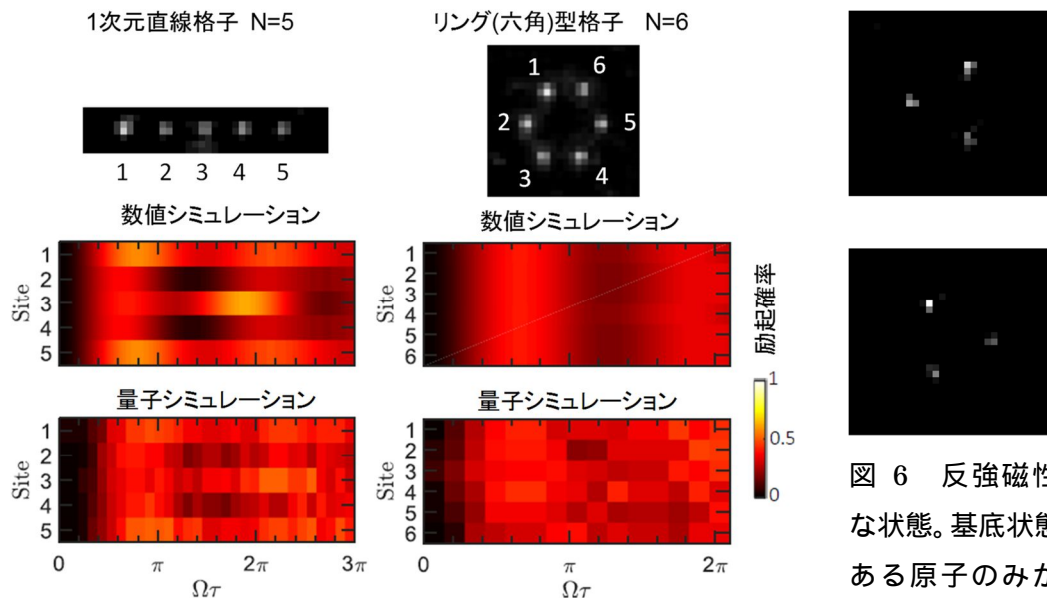 1次元直線格子 N=5
1 2 3 4 5
数値シミュレーション
Site
1
2
3
4
5
量子シミュレーション
Site
1
2
3
4
5
0 π 2π 3π
Ωτ
リング(六角)型格子 N=6
1 6
2 5
3 4
数値シミュレーション
Site
1
2
3
4
5
6
量子シミュレーション
Site
1
2
3
4
5
6
0 π 2π
Ωτ
励起確率
1
0.5
0
図 6 反強磁性
な状態。基底状態
ある原子のみか